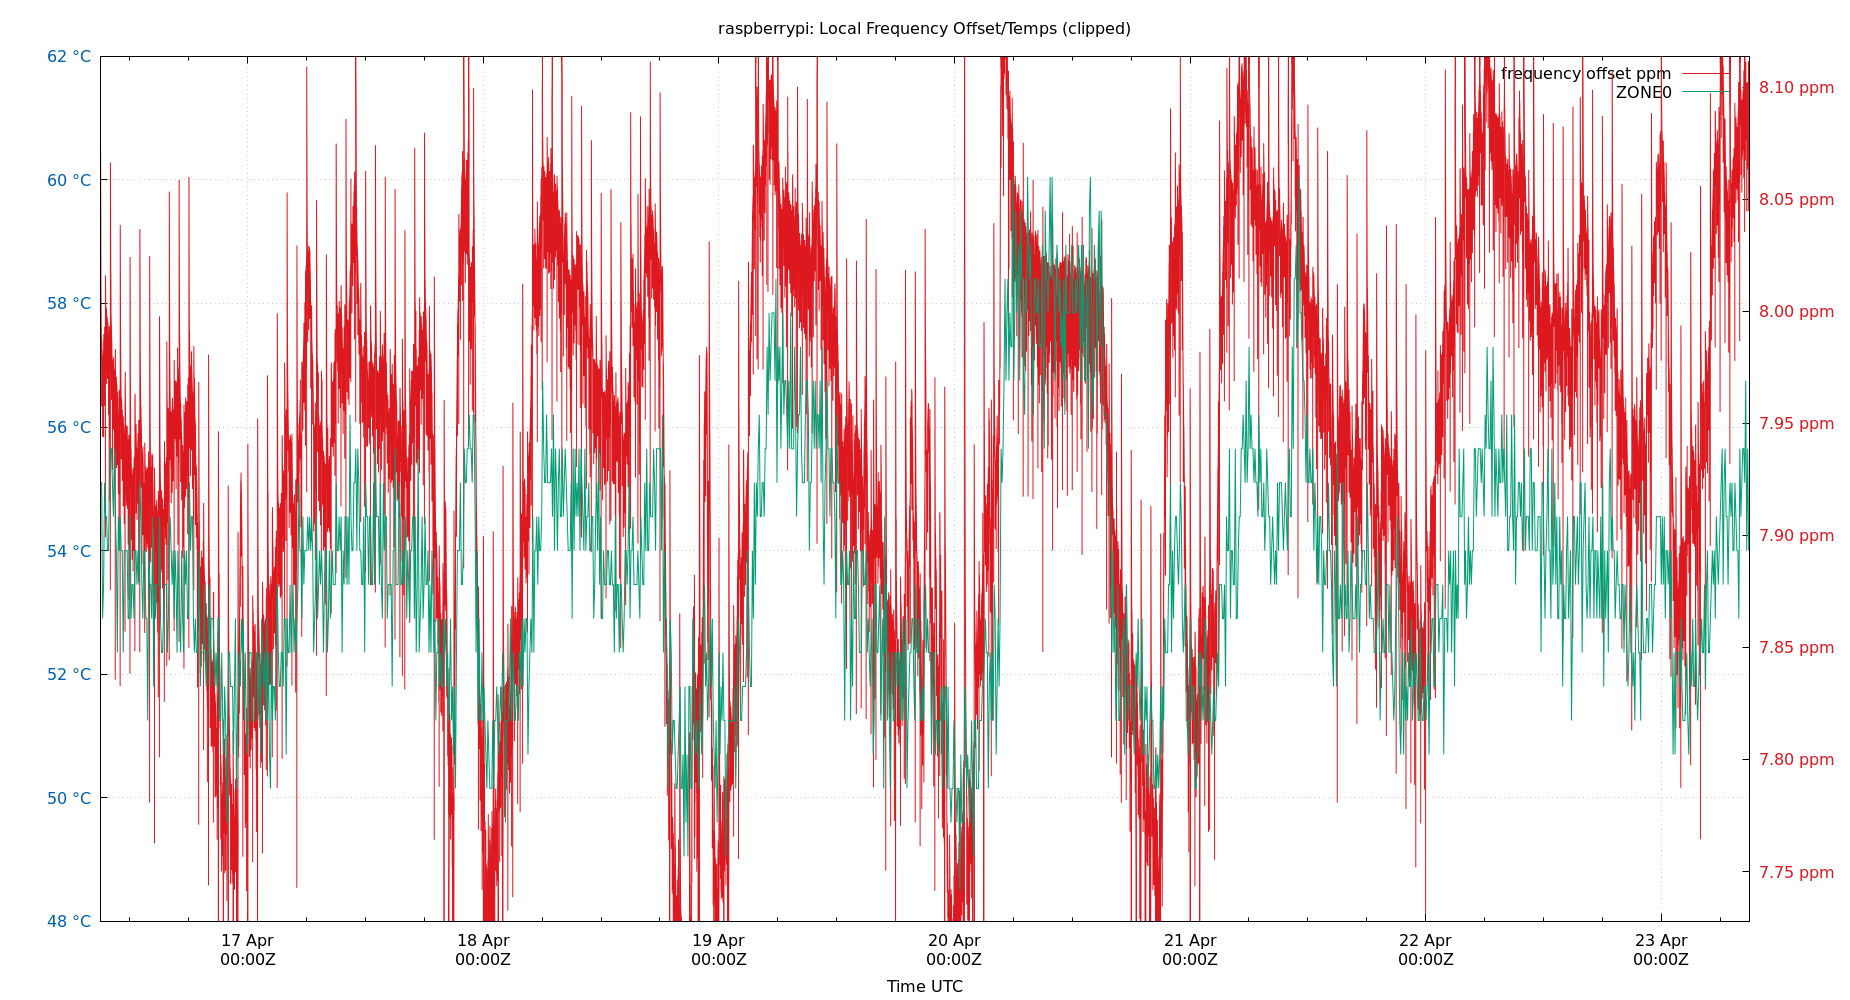 raspberrypi: Local Frequency Offset/Temps (clipped)
62 °C
60 °C
58 °C
56 °C
54 °C
52 °C
50 °C
48 °C
frequency offset ppm
ZONE0
8.10 ppm
8.05 ppm
8.00 ppm
7.95 ppm
7.90 ppm
7.85 ppm
7.80 ppm
7.75 ppm
17 Apr 18 Apr 19 Apr 20 Apr 21 Apr 22 Apr 23 Apr
00:00Z 00:00Z 00:00Z 00:00Z 00:00Z 00:00Z 00:00Z
Time UTC